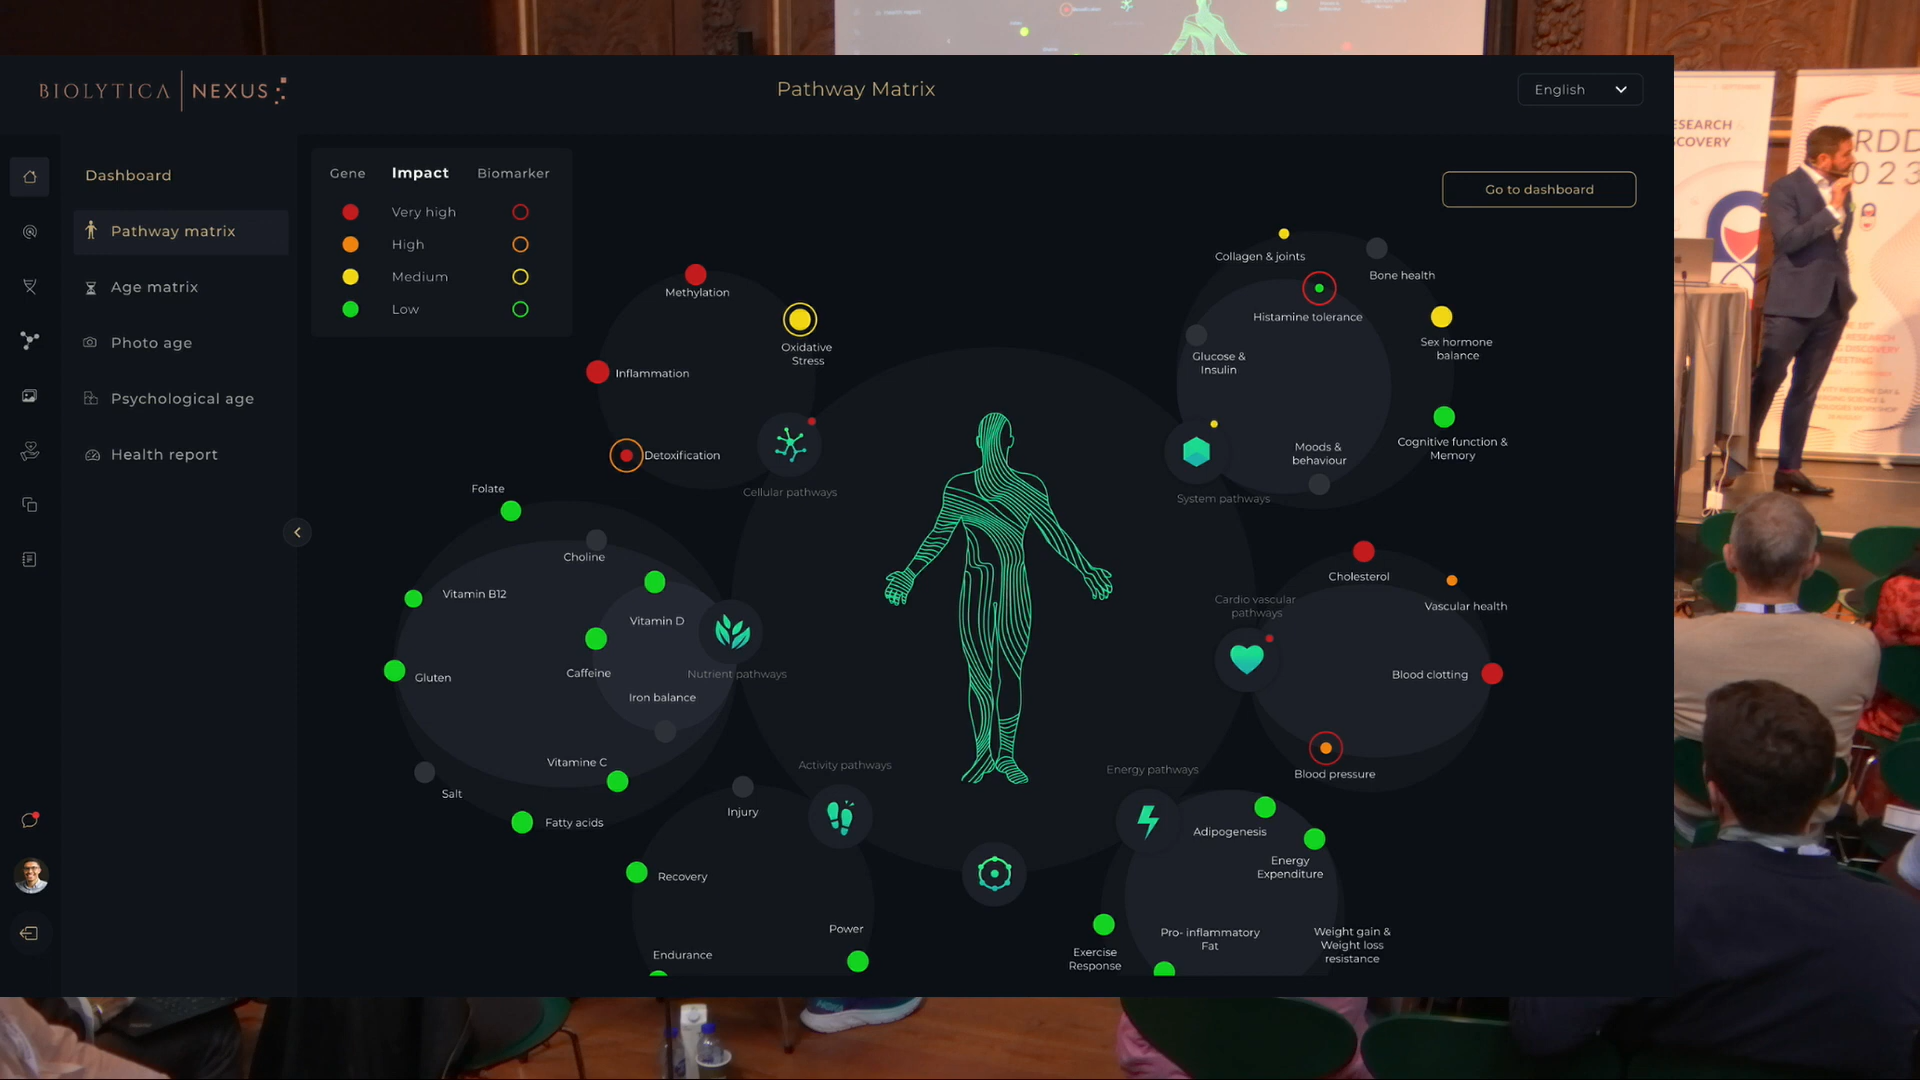 BIOLYTICA | NEXUS
Pathway Matrix
English
Dashboard
Pathway matrix
Age matrix
Photo age
Psychological age
Health report
Gene Impact Biomarker
Very high
High
Medium
Low
Go to dashboard
Methylation
Oxidative
Stress
Inflammation
Detoxification
Cellular pathways
Collagen & joints
Bone health
Histamine tolerance
Sex hormone
balance
Glucose &
Insulin
Cognitive function &
Memory
Moods &
behaviour
System pathways
Folate
Choline
Vitamin B12
Vitamin D
Caffeine
Gluten
Nutrient pathways
Iron balance
Vitamine C
Salt
Fatty acids
Cholesterol
Vascular health
Cardio vascular
pathways
Blood clotting
Blood pressure
Activity pathways
Injury
Recovery
Power
Endurance
Energy pathways
Adipogenesis
Energy
Expenditure
Exercise
Response
Pro- inflammatory
Fat
Weight gain &
Weight loss
resistance
ESEARCH
SCOVERY
RDD
023